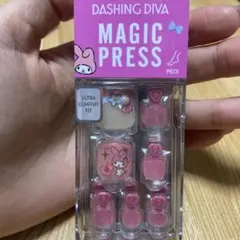 DASHING DIVA
MAGIC
PRESS
PEDI
ULTRA
COMFORT
FIT